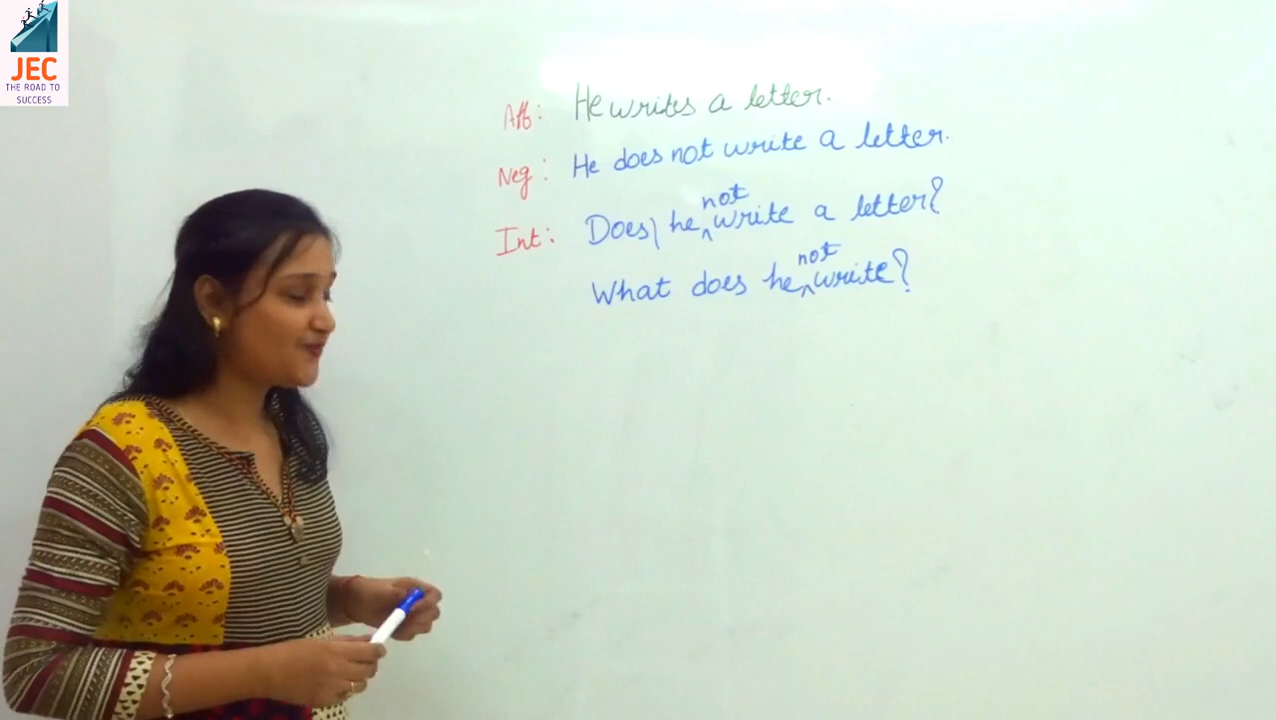 JEC
THE ROAD TO
SUCCESS
Aff: He writes a letter.
Neg: He does not write a letter.
Int: Does he not write a letter?
What does he not write?